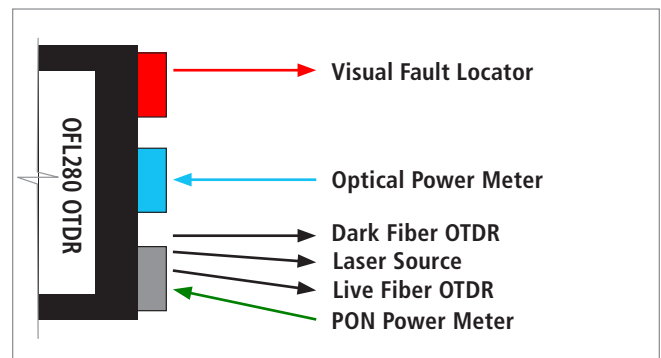 OFL280 OTDR
Visual Fault Locator
Optical Power Meter
Dark Fiber OTDR
Laser Source
Live Fiber OTDR
PON Power Meter